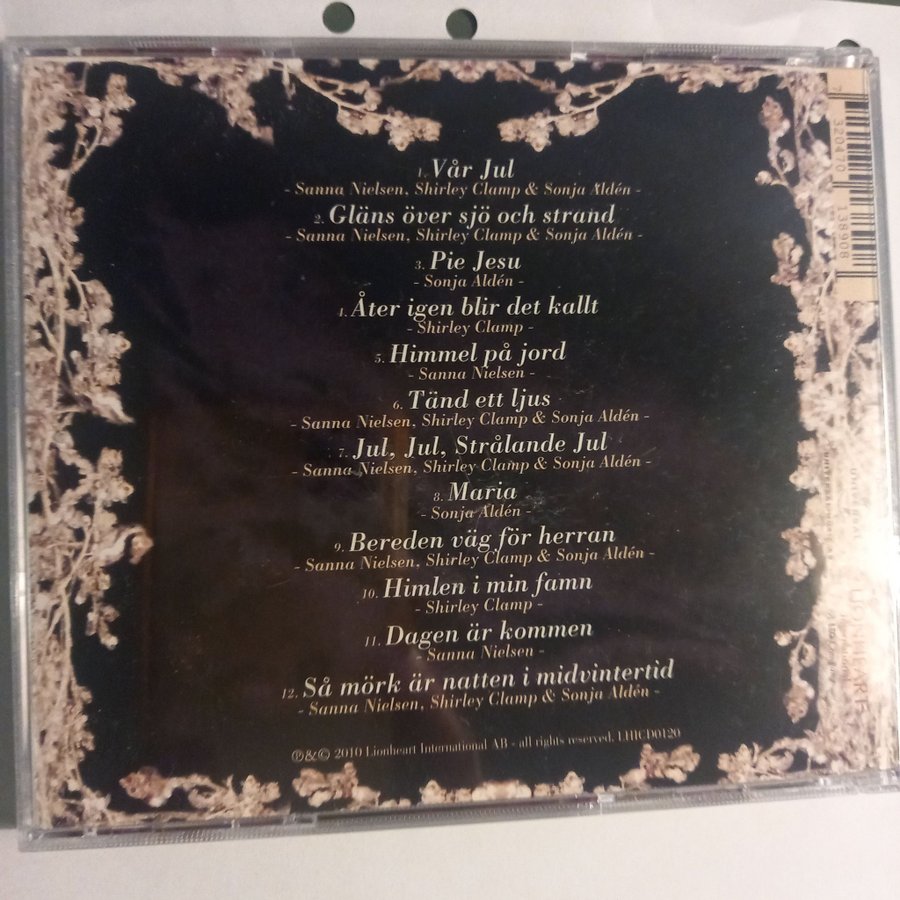 1. Vår Jul
- Sanna Nielsen, Shirley Clamp & Sonja Aldén -
2. Gläns över sjö och strand
- Sanna Nielsen, Shirley Clamp & Sonja Aldén -
3. Pie Jesu
- Sonja Aldén -
4. Åter igen blir det kallt
- Shirley Clamp -
5. Himmel på jord
- Sanna Nielsen -
6. Tänd ett ljus
- Sanna Nielsen, Shirley Clamp & Sonja Aldén -
7. Jul, Jul, Strålande Jul
- Sanna Nielsen, Shirley Clamp & Sonja Aldén -
8. Maria
- Sonja Aldén -
9. Bereden väg för herran
- Sanna Nielsen, Shirley Clamp & Sonja Aldén -
10. Himlen i min famn
- Shirley Clamp -
11. Dagen är kommen
- Sanna Nielsen -
12. Så mörk är natten i midvintertid
- Sanna Nielsen, Shirley Clamp & Sonja Aldén -
℗&© 2010 Lionheart International AB - all rights reserved. LHICD0120